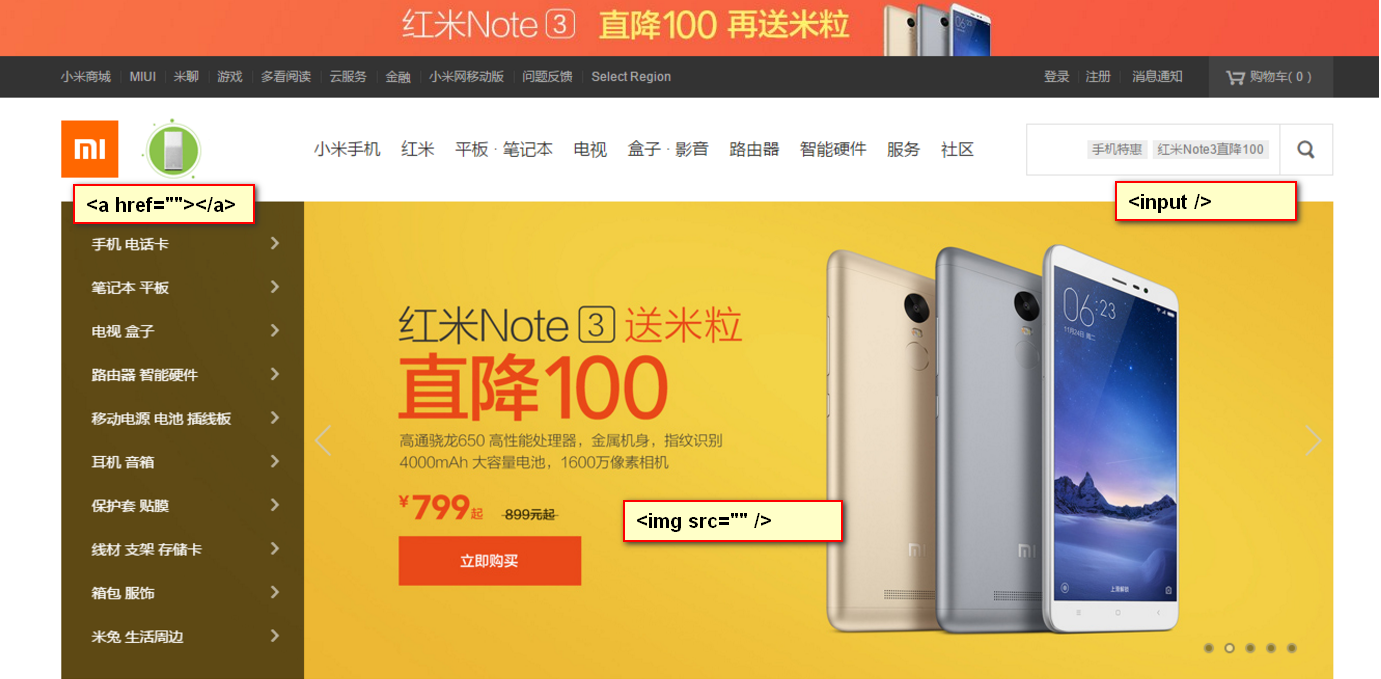 红米Note 3 直降100 再送米粒
小米商城 MIUI 米聊 游戏 多看阅读 云服务 金融 小米网移动版 问题反馈 Select Region 登录 注册 消息通知 购物车( 0 )
小米手机 红米 平板 · 笔记本 电视 盒子 · 影音 路由器 智能硬件 服务 社区 手机特惠 红米Note3直降100
<a href=""></a>
<input />
手机 电话卡
笔记本 平板
电视 盒子
路由器 智能硬件
移动电源 电池 插线板
耳机 音箱
保护套 贴膜
线材 支架 存储卡
箱包 服饰
米兔 生活周边
红米Note 3 送米粒
直降100
高通骁龙650 高性能处理器，金属机身，指纹识别
4000mAh 大容量电池，1600万像素相机
¥799起 899元起
<img src="" />
立即购买
06:23
11月24日 周二